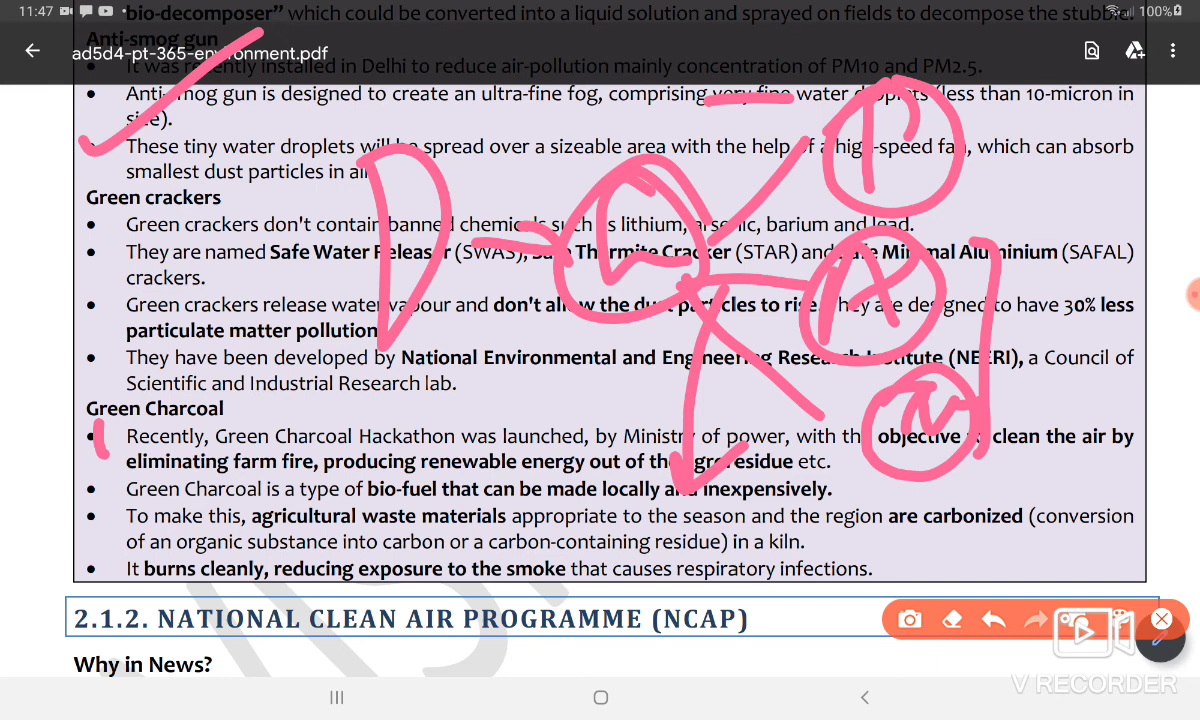 11:47
100%
bio-decomposer” which could be converted into a liquid solution and sprayed on fields to decompose the stubble
Anti-smog gun
ad5d4-pt-365-environment.pdf
• It was recently installed in Delhi to reduce air-pollution mainly concentration of PM10 and PM2.5.
• Anti-smog gun is designed to create an ultra-fine fog, comprising very fine water droplets (less than 10-micron in
size).
These tiny water droplets will be spread over a sizeable area with the help of a high-speed fan, which can absorb
smallest dust particles in air
Green crackers
• Green crackers don't contain banned chemicals such as lithium, arsenic, barium and lead.
• They are named Safe Water Releaser (SWAS), Safe Thermite Cracker (STAR) and Safe Minimal Aluminium (SAFAL)
crackers.
• Green crackers release water vapour and don't allow the dust particles to rise. They are designed to have 30% less
particulate matter pollution
• They have been developed by National Environmental and Engineering Research Institute (NEERI), a Council of
Scientific and Industrial Research lab.
Green Charcoal
• Recently, Green Charcoal Hackathon was launched, by Ministry of power, with the objective to clean the air by
eliminating farm fire, producing renewable energy out of the agro residue etc.
• Green Charcoal is a type of bio-fuel that can be made locally and inexpensively.
• To make this, agricultural waste materials appropriate to the season and the region are carbonized (conversion
of an organic substance into carbon or a carbon-containing residue) in a kiln.
• It burns cleanly, reducing exposure to the smoke that causes respiratory infections.
2.1.2. NATIONAL CLEAN AIR PROGRAMME (NCAP)
Why in News?
V RECORDER